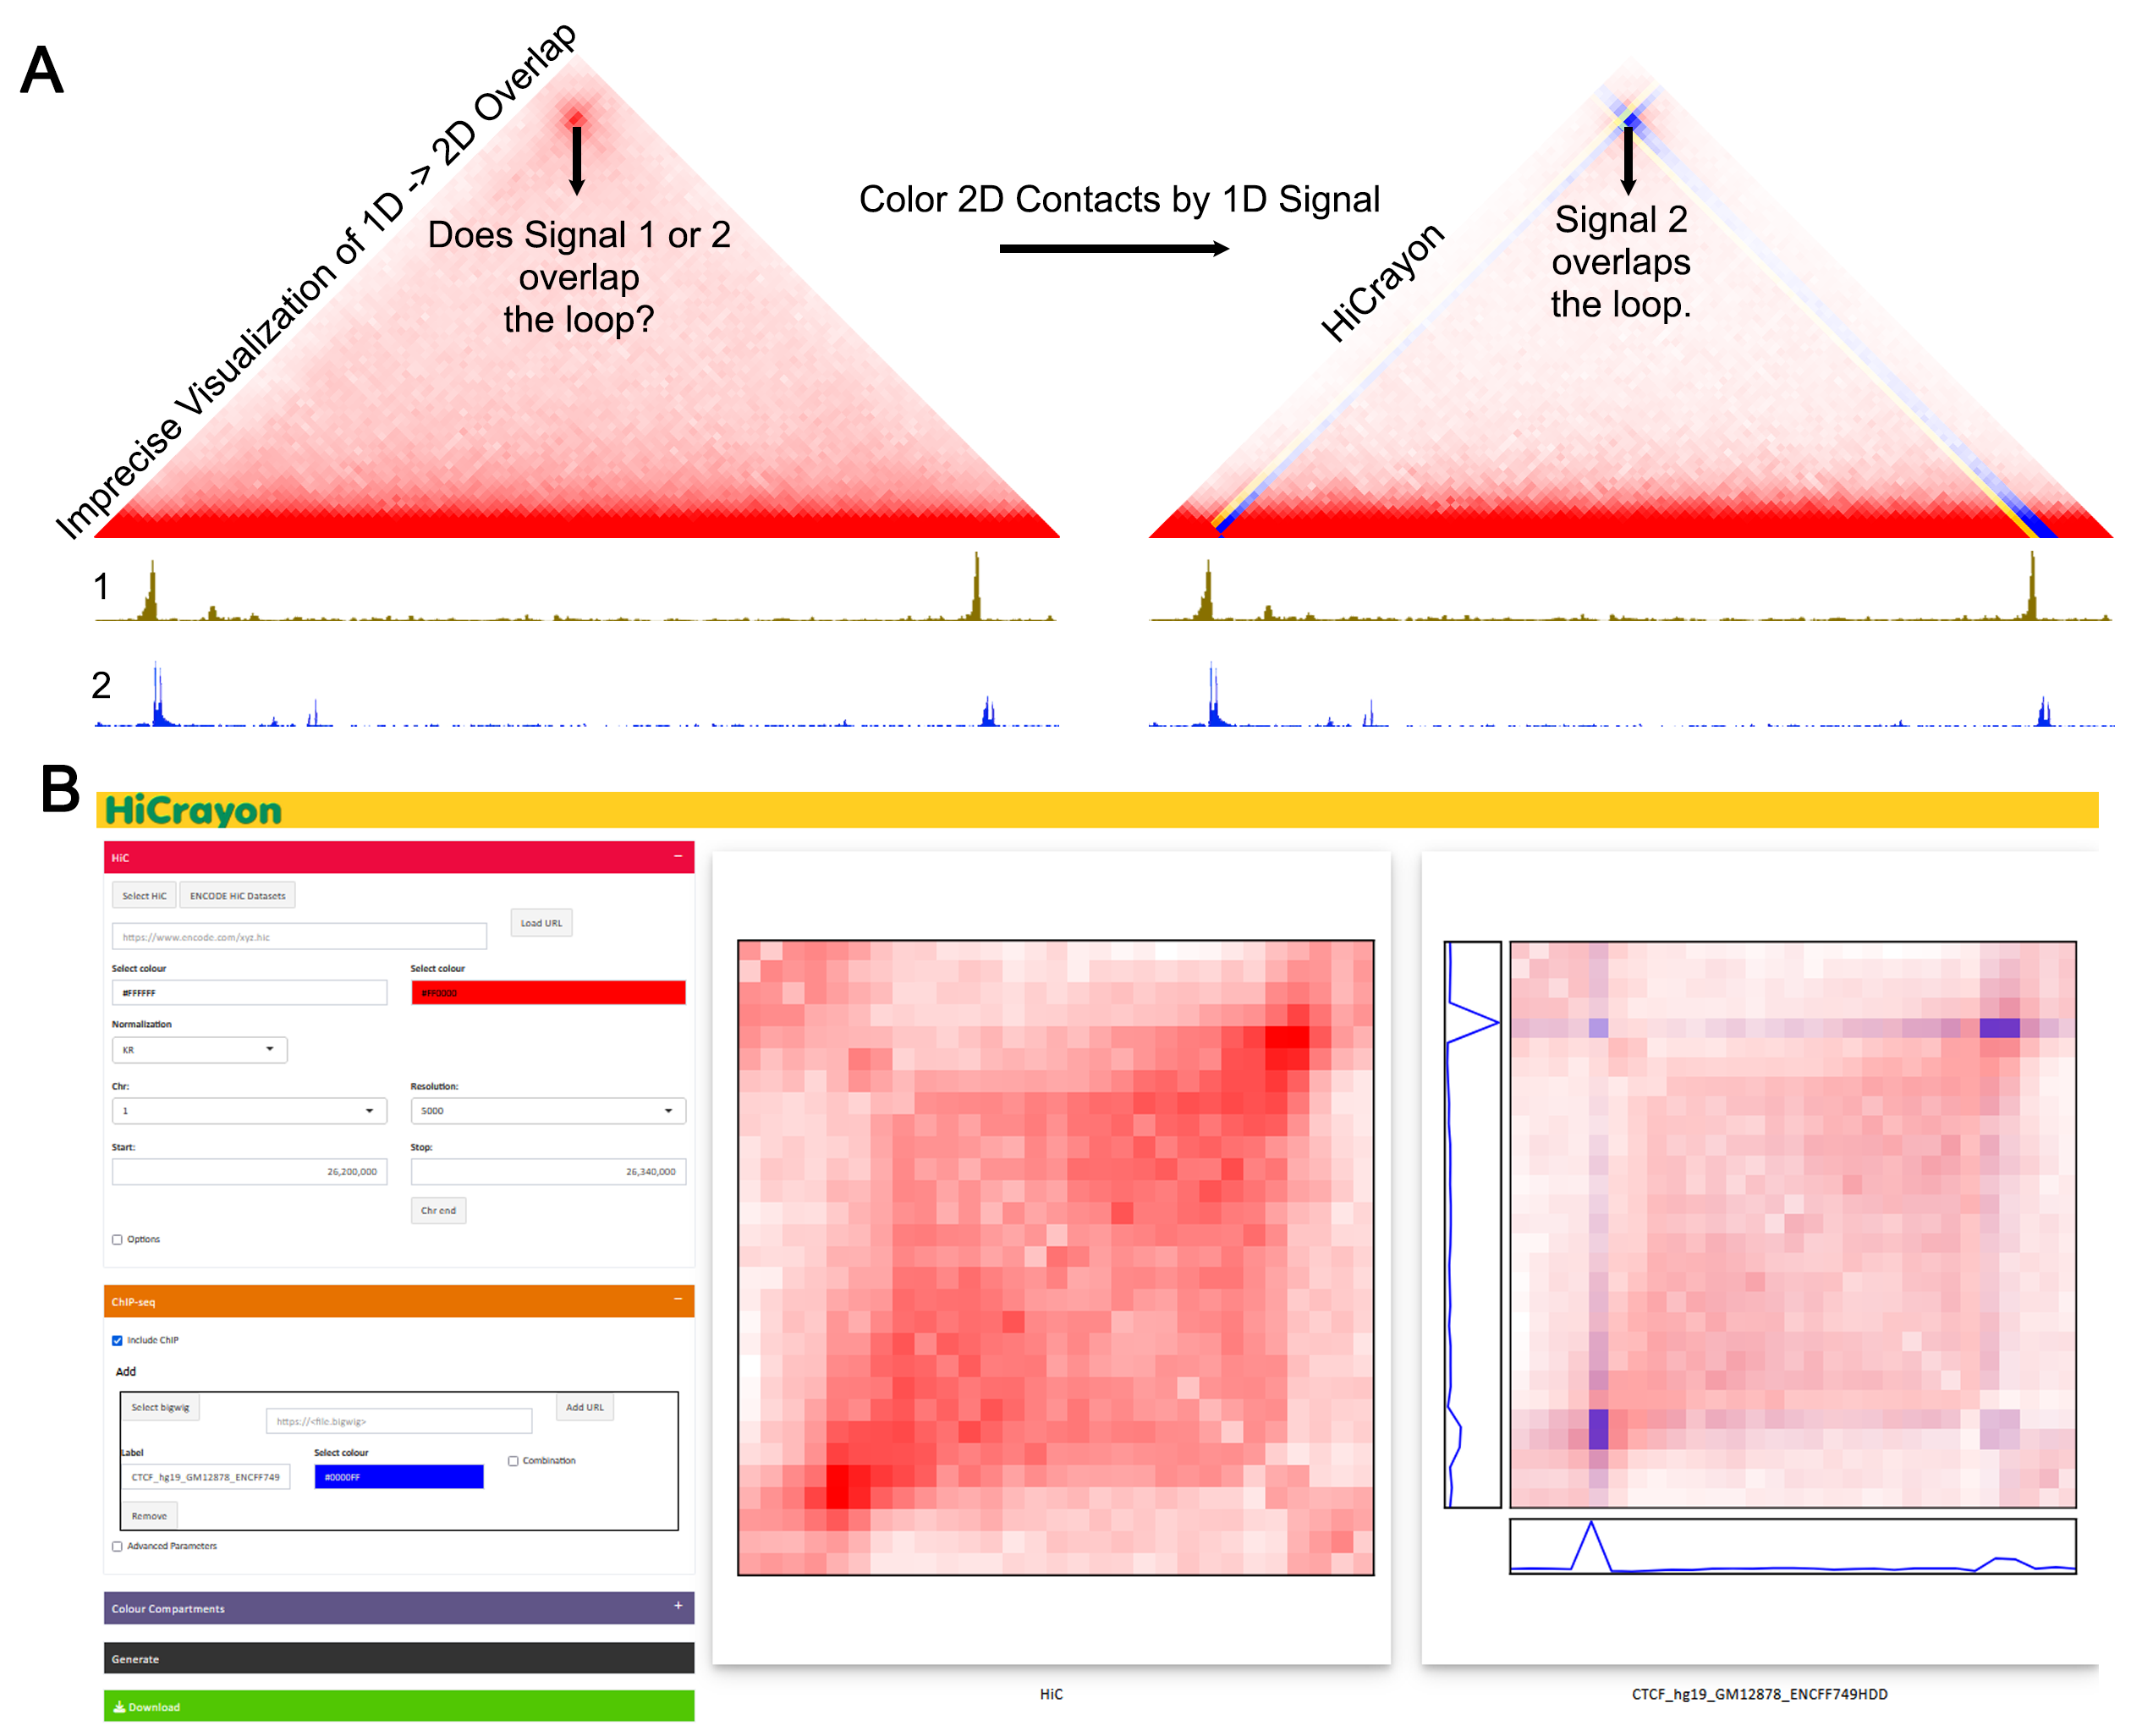 A
Imprecise Visualization of 1D -> 2D Overlap
Does Signal 1 or 2
overlap
the loop?
Color 2D Contacts by 1D Signal
HiCrayon
Signal 2
overlaps
the loop.
1
2
B
HiCrayon
HiC −
Select HiC ENCODE HiC Datasets
https://www.encode.com/xyz.hic Load URL
Select colour Select colour
#FFFFFF #FF0000
Normalization
KR
Chr: Resolution:
1 5000
Start: Stop:
26,200,000 26,340,000
Chr end
Options
ChIP-seq −
Include ChIP
Add
Select bigwig https://<file.bigwig> Add URL
Label Select colour Combination
CTCF_hg19_GM12878_ENCFF749 #0000FF
Remove
Advanced Parameters
Colour Compartments +
Generate
Download
HiC
CTCF_hg19_GM12878_ENCFF749HDD